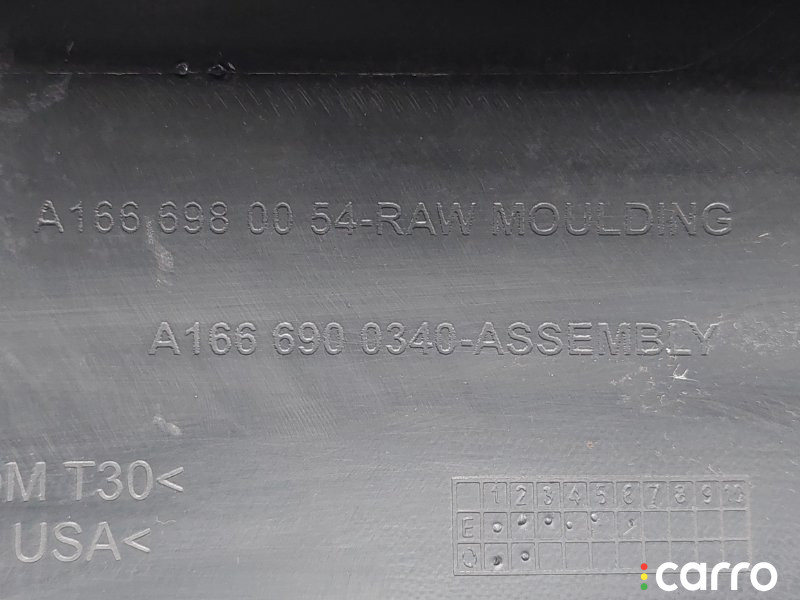 A166 698 00 54-RAW MOULDING
A166 690 0340-ASSEMBLY
M T30<
USA<
1 2 3 4 5 6 7 8 9 10
E
O
carro